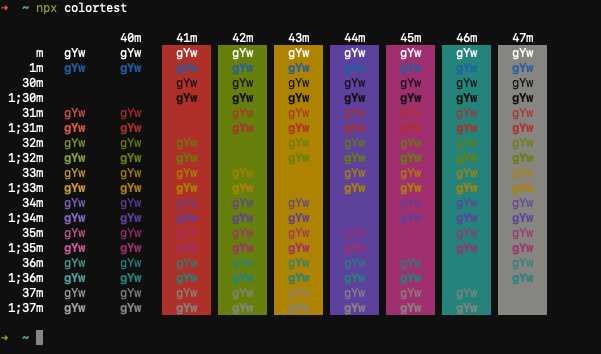 ➜ ~ npx colortest
40m 41m 42m 43m 44m 45m 46m 47m
m gYw gYw gYw gYw gYw gYw gYw gYw gYw
1m gYw gYw gYw gYw gYw gYw gYw gYw gYw
30m gYw gYw gYw gYw gYw gYw gYw
1;30m gYw gYw gYw gYw gYw gYw gYw
31m gYw gYw gYw gYw gYw gYw gYw gYw
1;31m gYw gYw gYw gYw gYw gYw gYw gYw
32m gYw gYw gYw gYw gYw gYw gYw gYw
1;32m gYw gYw gYw gYw gYw gYw gYw gYw
33m gYw gYw gYw gYw gYw gYw gYw gYw
1;33m gYw gYw gYw gYw gYw gYw gYw gYw
34m gYw gYw gYw gYw gYw gYw gYw gYw
1;34m gYw gYw gYw gYw gYw gYw gYw gYw
35m gYw gYw gYw gYw gYw gYw gYw gYw
1;35m gYw gYw gYw gYw gYw gYw gYw gYw
36m gYw gYw gYw gYw gYw gYw gYw gYw
1;36m gYw gYw gYw gYw gYw gYw gYw gYw
37m gYw gYw gYw gYw gYw gYw gYw gYw
1;37m gYw gYw gYw gYw gYw gYw gYw gYw
➜ ~